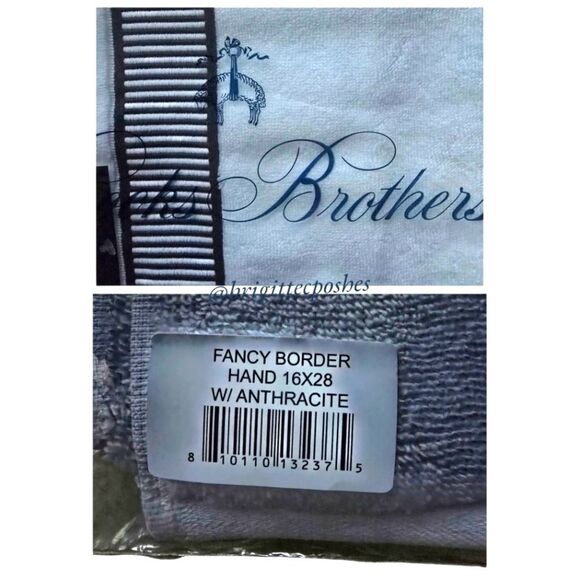 Brothers
@brigittecposhes
FANCY BORDER
HAND 16X28
W/ ANTHRACITE
8 10110 13237 5